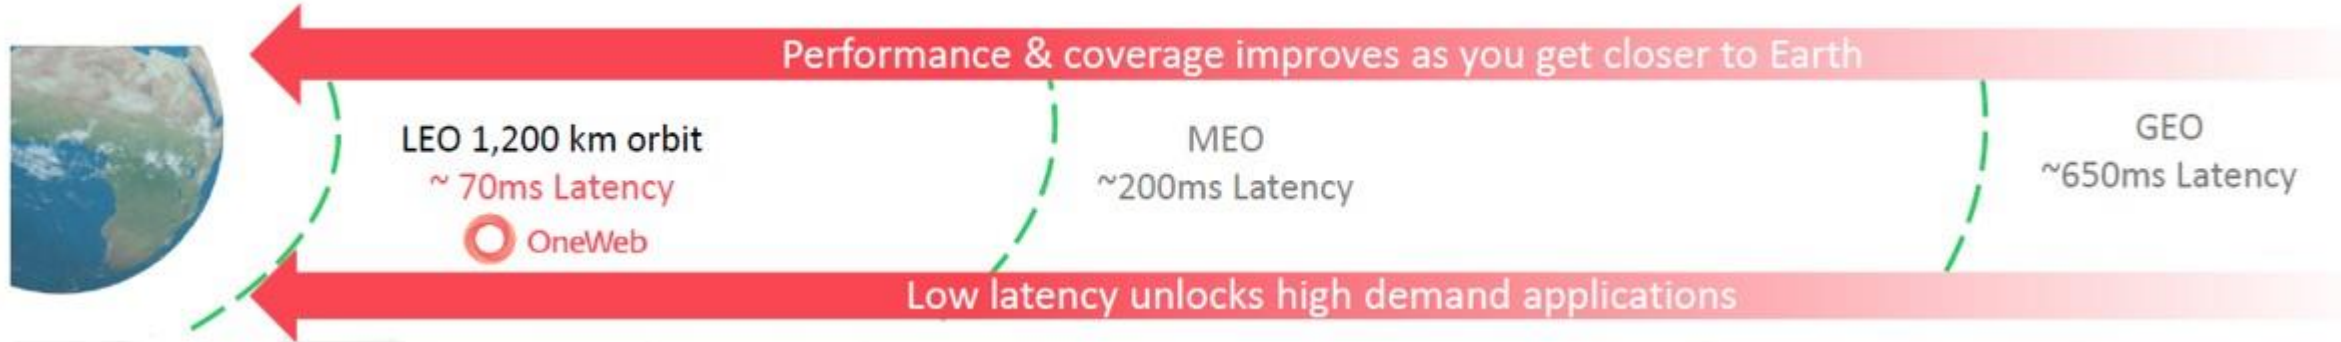 Performance & coverage improves as you get closer to Earth
LEO 1,200 km orbit
~ 70ms Latency
OneWeb
MEO
~200ms Latency
GEO
~650ms Latency
Low latency unlocks high demand applications